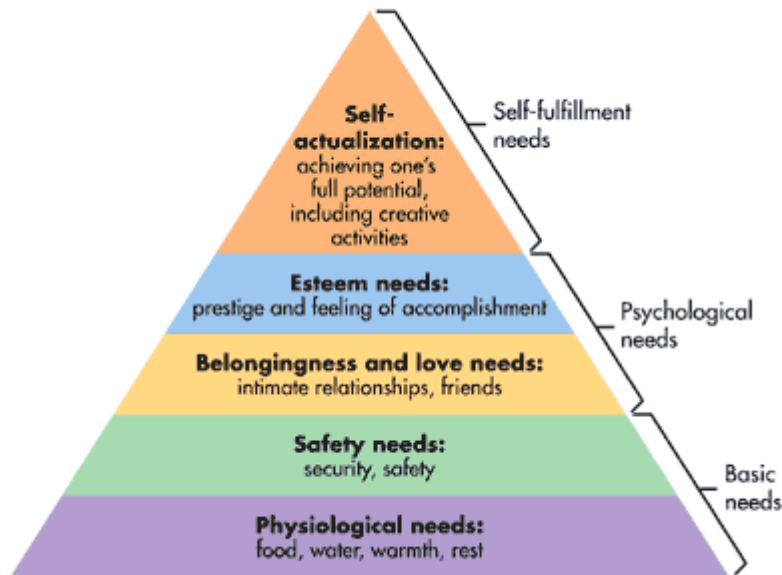 Self-
actualization:
achieving one's
full potential,
including creative
activities
Self-fulfillment
needs
Esteem needs:
prestige and feeling of accomplishment
Psychological
needs
Belongingness and love needs:
intimate relationships, friends
Safety needs:
security, safety
Basic
needs
Physiological needs:
food, water, warmth, rest